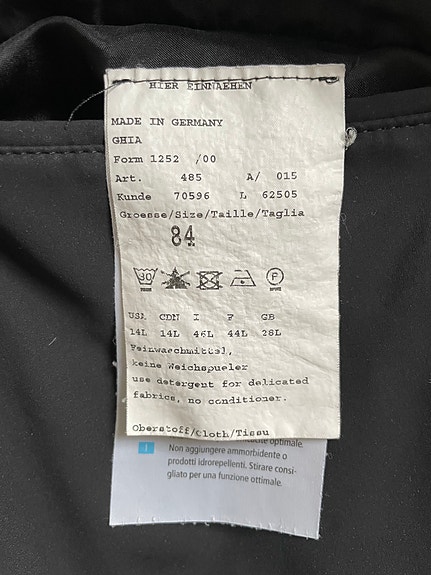 HIER EINNAEHEN
MADE IN GERMANY
GHIA
Form 1252 /00
Art. 485 A/ 015
Kunde 70596 L 62505
Groesse/Size/Taille/Taglia
84
30 F
USA CDN I F GB
14L 14L 46L 44L 28L
Feinwaschmittel,
keine Weichspueler
use detergent for delicated
fabrics, no conditioner.
Oberstoff/Cloth/Tissu
optimale.
I Non aggiungere ammorbidente o
prodotti idrorepellenti. Stirare consi-
gliato per una funzione ottimale.